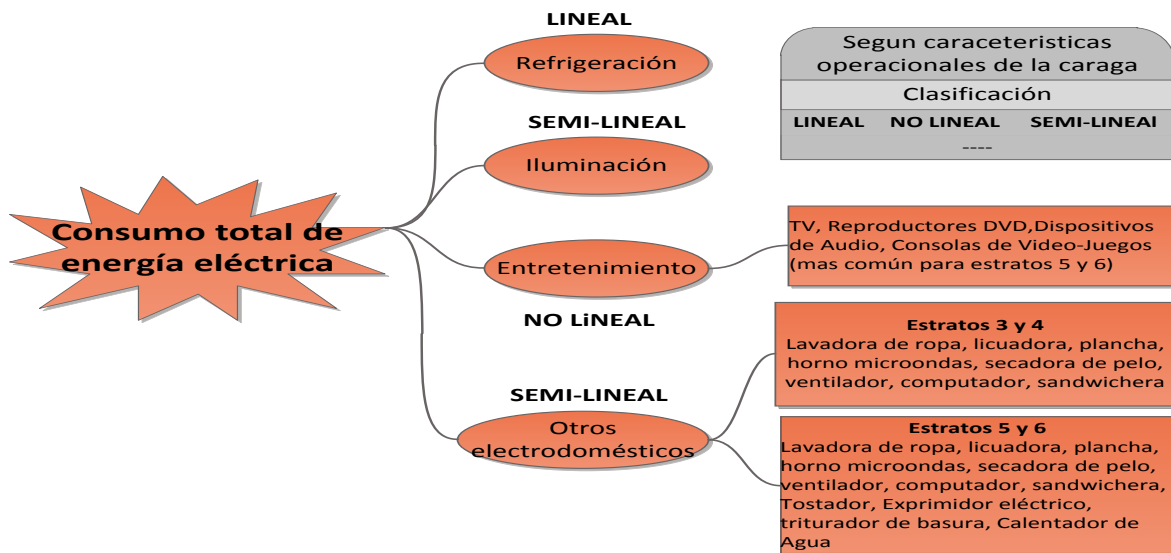 Consumo total de
energía eléctrica
LINEAL
Refrigeración
SEMI-LINEAL
Iluminación
Entretenimiento
NO LiNEAL
SEMI-LINEAL
Otros
electrodomésticos
Segun caraceteristicas
operacionales de la caraga
Clasificación
LINEAL NO LINEAL SEMI-LINEAl
----
TV, Reproductores DVD,Dispositivos
de Audio, Consolas de Video-Juegos
(mas común para estratos 5 y 6)
Estratos 3 y 4
Lavadora de ropa, licuadora, plancha,
horno microondas, secadora de pelo,
ventilador, computador, sandwichera
Estratos 5 y 6
Lavadora de ropa, licuadora, plancha,
horno microondas, secadora de pelo,
ventilador, computador, sandwichera,
Tostador, Exprimidor eléctrico,
triturador de basura, Calentador de
Agua